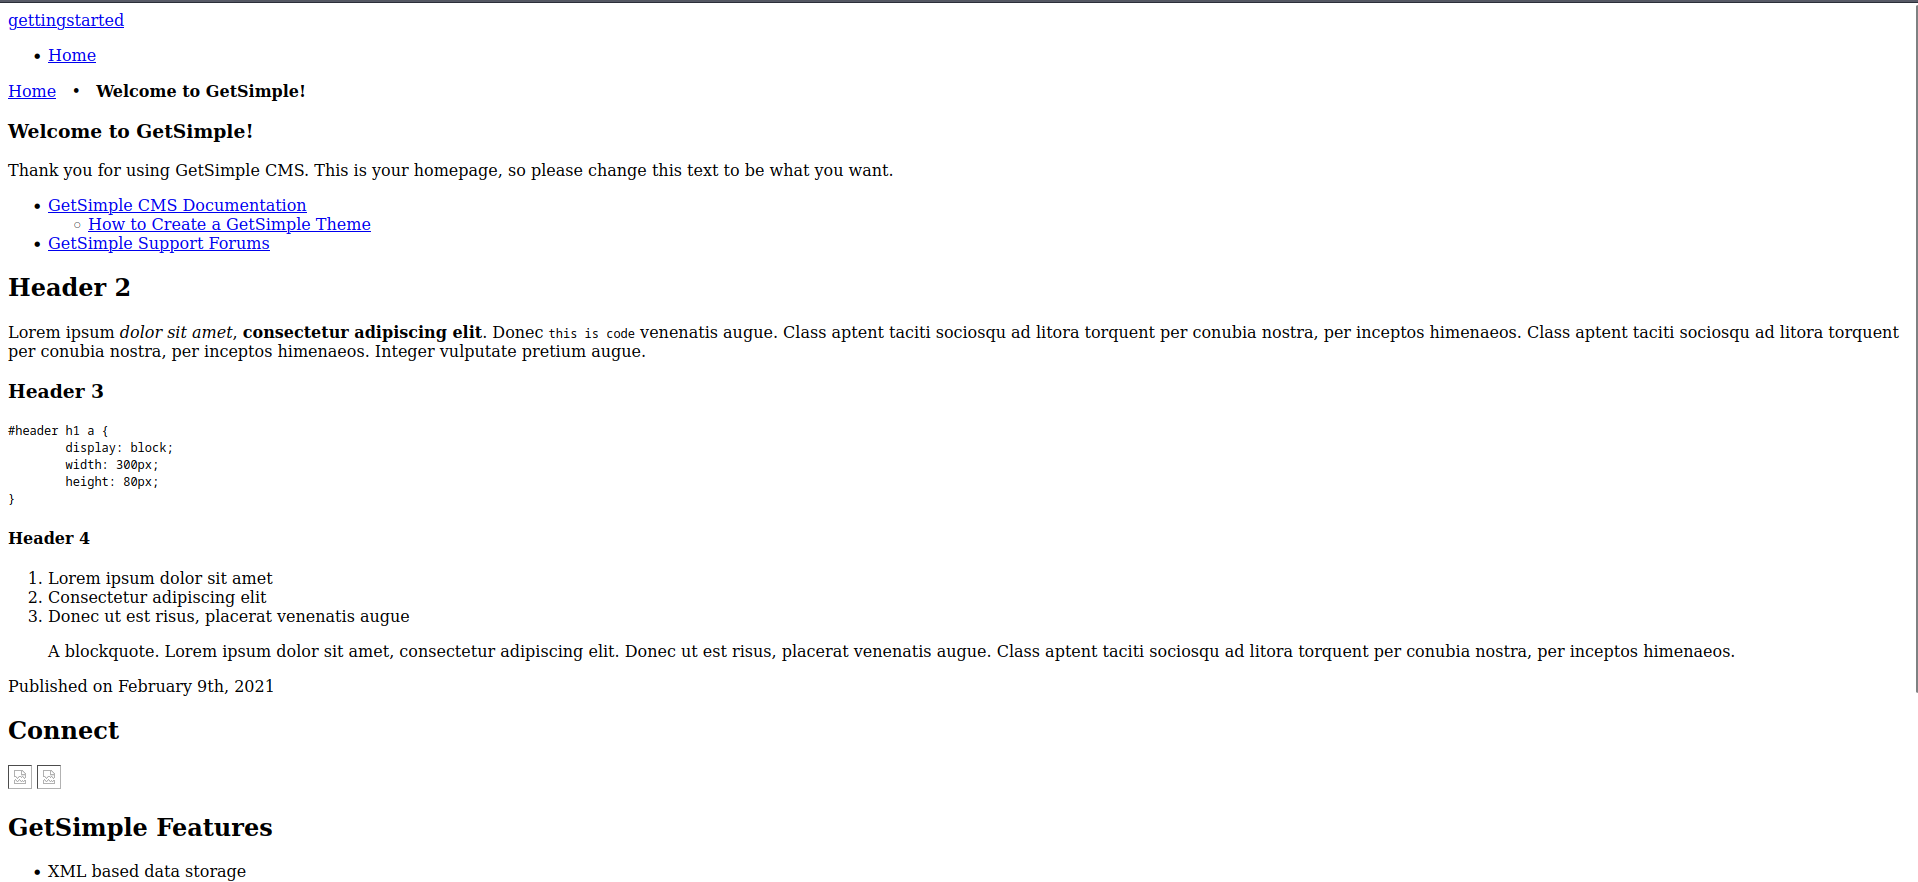 gettingstarted
• Home
Home • Welcome to GetSimple!
Welcome to GetSimple!
Thank you for using GetSimple CMS. This is your homepage, so please change this text to be what you want.
• GetSimple CMS Documentation
◦ How to Create a GetSimple Theme
• GetSimple Support Forums
Header 2
Lorem ipsum dolor sit amet, consectetur adipiscing elit. Donec this is code venenatis augue. Class aptent taciti sociosqu ad litora torquent per conubia nostra, per inceptos himenaeos. Class aptent taciti sociosqu ad litora torquent
per conubia nostra, per inceptos himenaeos. Integer vulputate pretium augue.
Header 3
#header h1 a {
display: block;
width: 300px;
height: 80px;
}
Header 4
1. Lorem ipsum dolor sit amet
2. Consectetur adipiscing elit
3. Donec ut est risus, placerat venenatis augue
A blockquote. Lorem ipsum dolor sit amet, consectetur adipiscing elit. Donec ut est risus, placerat venenatis augue. Class aptent taciti sociosqu ad litora torquent per conubia nostra, per inceptos himenaeos.
Published on February 9th, 2021
Connect
GetSimple Features
• XML based data storage